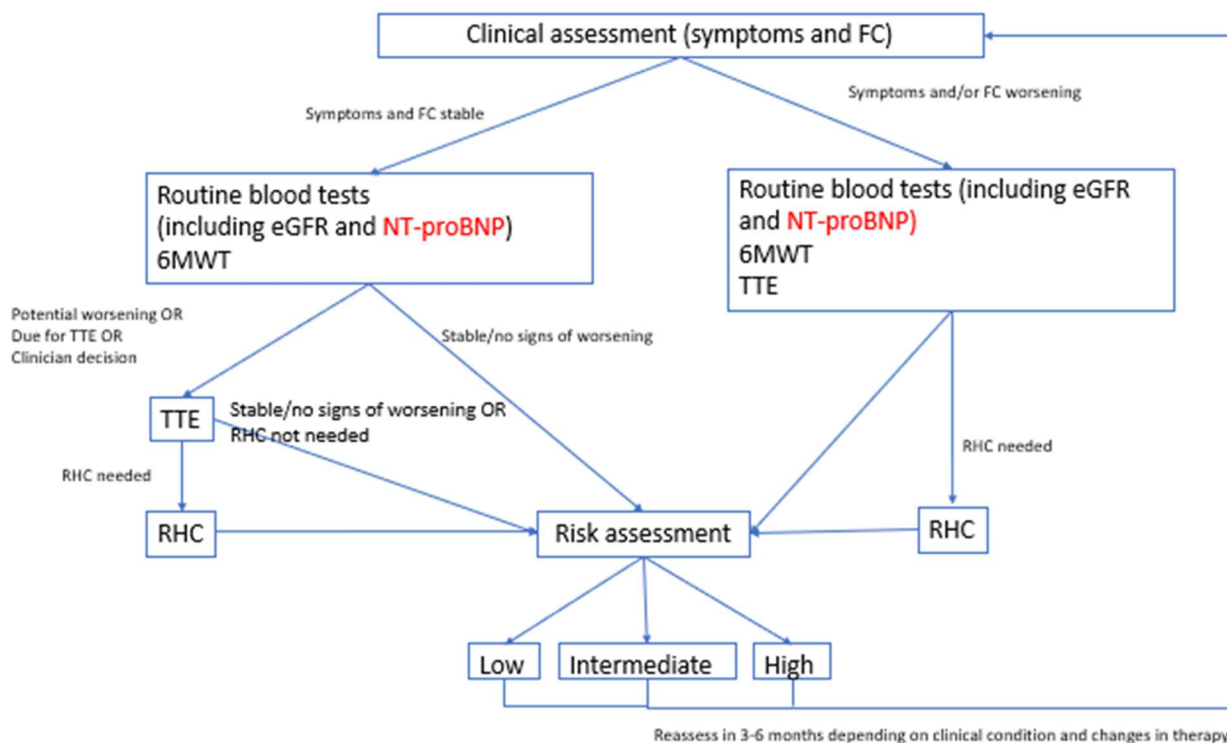 Clinical assessment (symptoms and FC)
Symptoms and FC stable
Symptoms and/or FC worsening
Routine blood tests
(including eGFR and NT-proBNP)
6MWT
Routine blood tests (including eGFR
and NT-proBNP)
6MWT
TTE
Potential worsening OR
Due for TTE OR
Clinician decision
Stable/no signs of worsening
TTE
Stable/no signs of worsening OR
RHC not needed
RHC needed
RHC needed
RHC
Risk assessment
RHC
Low
Intermediate
High
Reassess in 3-6 months depending on clinical condition and changes in therapy